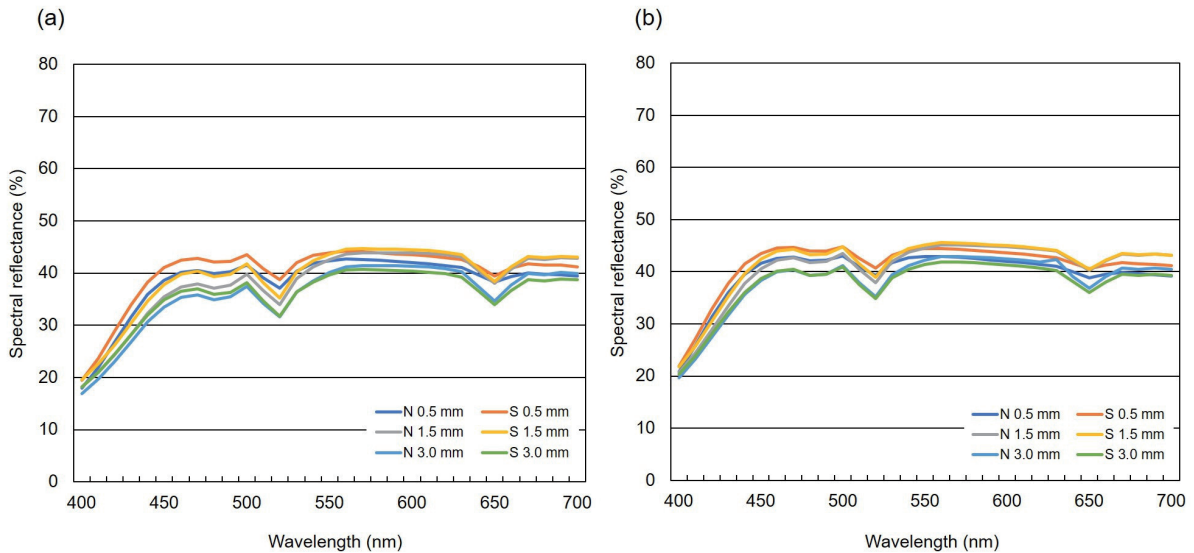 (a)
80
70
60
50
40
30
20
10
0
Spectral reflectance (%)
N 0.5 mm S 0.5 mm
N 1.5 mm S 1.5 mm
N 3.0 mm S 3.0 mm
400 450 500 550 600 650 700
Wavelength (nm)
(b)
80
70
60
50
40
30
20
10
0
Spectral reflectance (%)
N 0.5 mm S 0.5 mm
N 1.5 mm S 1.5 mm
N 3.0 mm S 3.0 mm
400 450 500 550 600 650 700
Wavelength (nm)